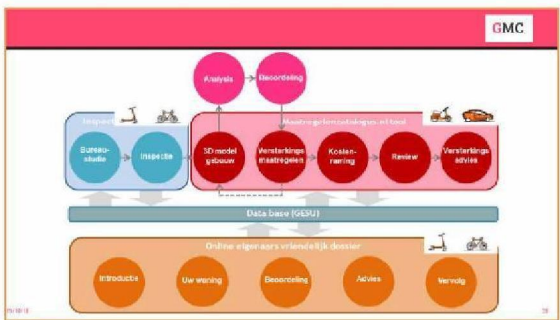 GMC
Analysis
Beoordeling
Inspectie
Bureau-
studie
Inspectie
3D model
gebouw
Versterkings
maatregelen
Kosten-
raming
Review
Versterkings
advies
Data base (GESU)
Online eigenaars vriendelijk dossier
Introductie
Uw woning
Beoordeling
Advies
Vervolg